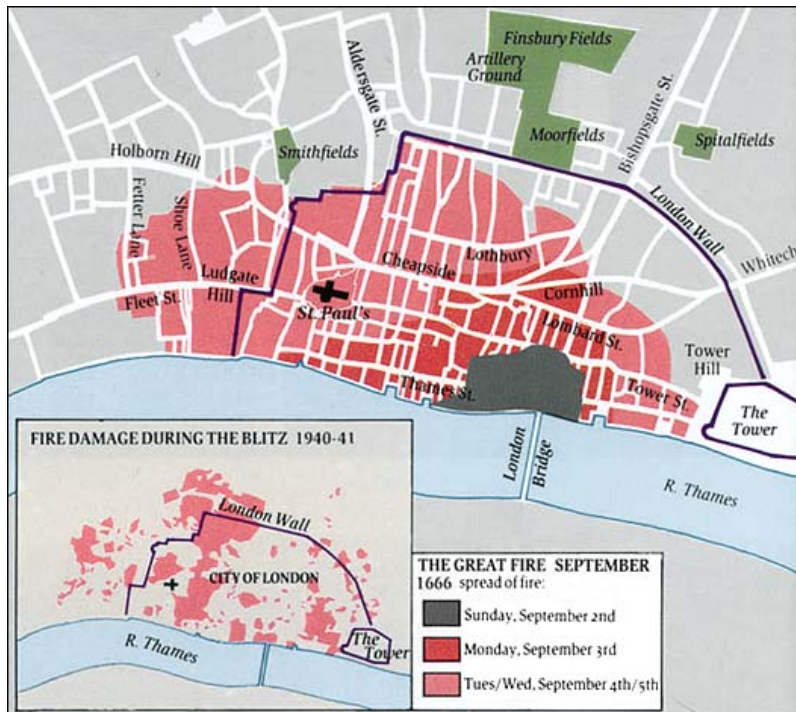 Finsbury Fields
Artillery
Ground
Aldersgate St.
Bishopsgate St.
Moorfields
Spitalfields
Smithfields
Holborn Hill
Fetter Lane
Shoe Lane
London Wall
Lothbury
Cheapside
Whitech
Ludgate
Hill
Fleet St.
Cornhill
St. Paul's
Lombard St.
Tower
Hill
Thames St.
Tower St.
The
Tower
London
Bridge
R. Thames
FIRE DAMAGE DURING THE BLITZ 1940-41
London Wall
CITY OF LONDON
R. Thames
The
Tower
THE GREAT FIRE SEPTEMBER
1666 spread of fire:
Sunday, September 2nd
Monday, September 3rd
Tues/Wed, September 4th/5th